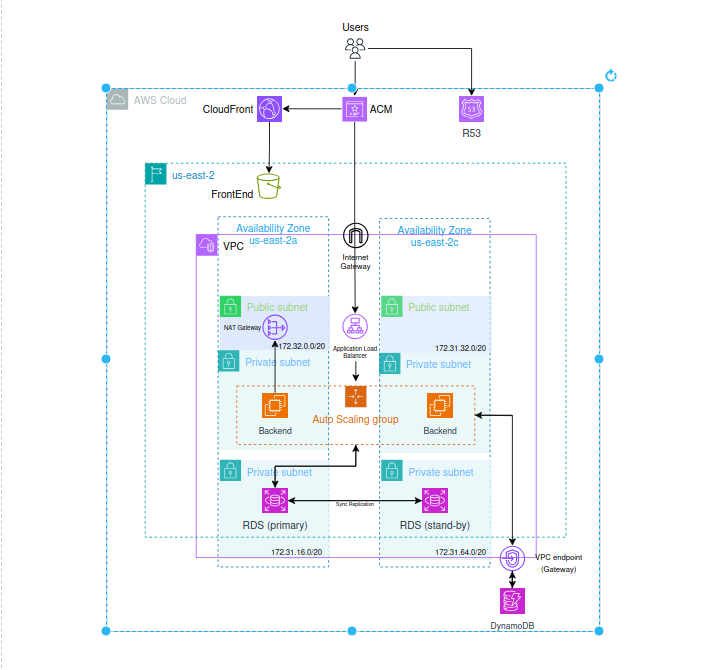 Users
AWS Cloud
CloudFront
ACM
53
R53
us-east-2
FrontEnd
Availability Zone
us-east-2a
Availability Zone
us-east-2c
VPC
Internet
Gateway
Public subnet
Public subnet
NAT Gateway
172.32.0.0/20
Application Load
Balancer
172.31.32.0/20
Private subnet
Private subnet
Auto Scaling group
Backend
Backend
Private subnet
Private subnet
Sync Replication
RDS (primary)
RDS (stand-by)
172.31.16.0/20
172.31.64.0/20
VPC endpoint
(Gateway)
DynamoDB